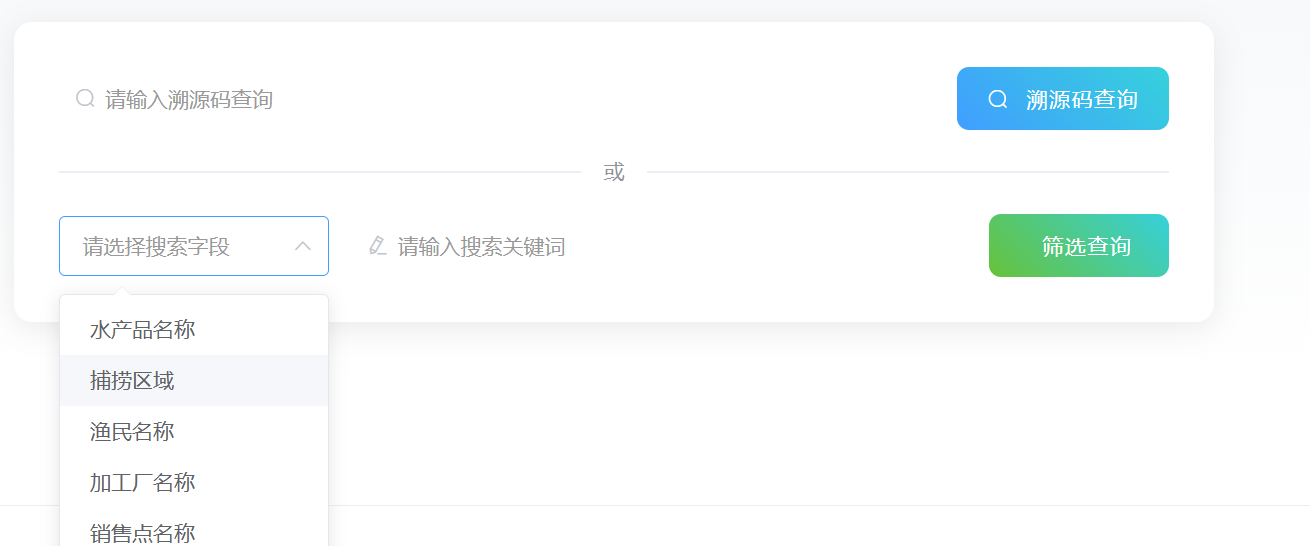 请输入溯源码查询
溯源码查询
或
请选择搜索字段
请输入搜索关键词
筛选查询
水产品名称
捕捞区域
渔民名称
加工厂名称
销售点名称